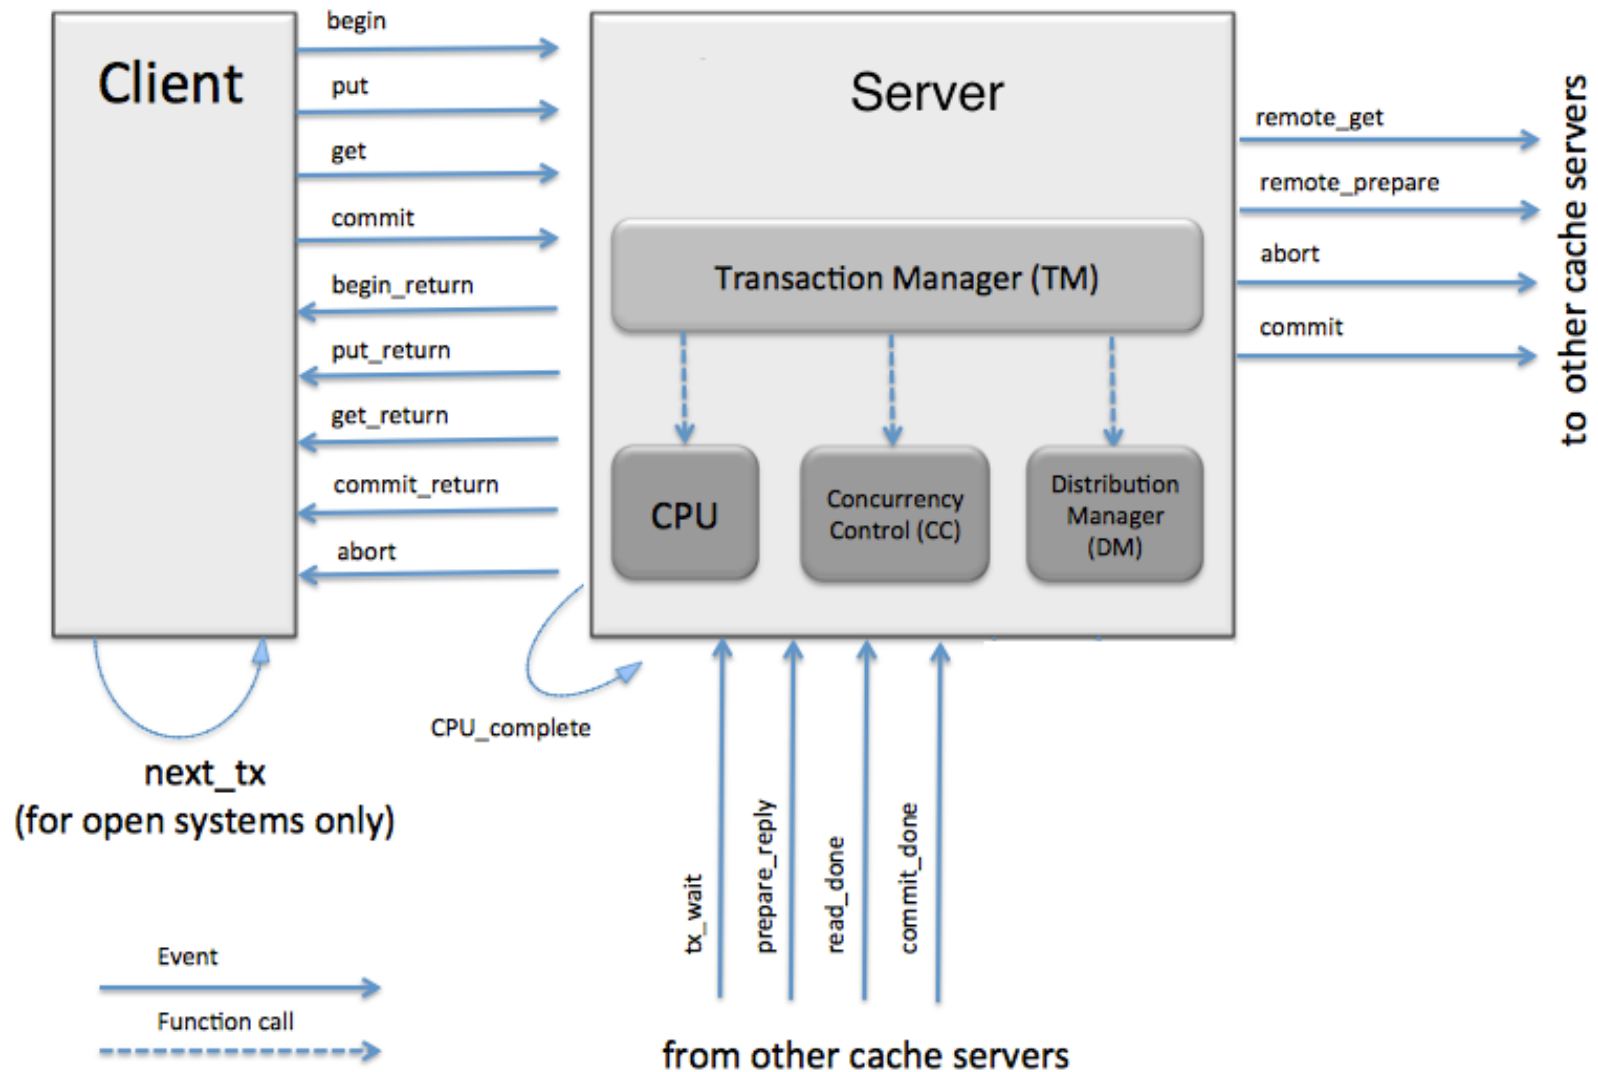 Client
begin
put
get
commit
begin_return
put_return
get_return
commit_return
abort
next_tx
(for open systems only)
Server
Transaction Manager (TM)
CPU
Concurrency
Control (CC)
Distribution
Manager
(DM)
CPU_complete
remote_get
remote_prepare
abort
commit
to other cache servers
tx_wait
prepare_reply
read_done
commit_done
from other cache servers
Event
Function call